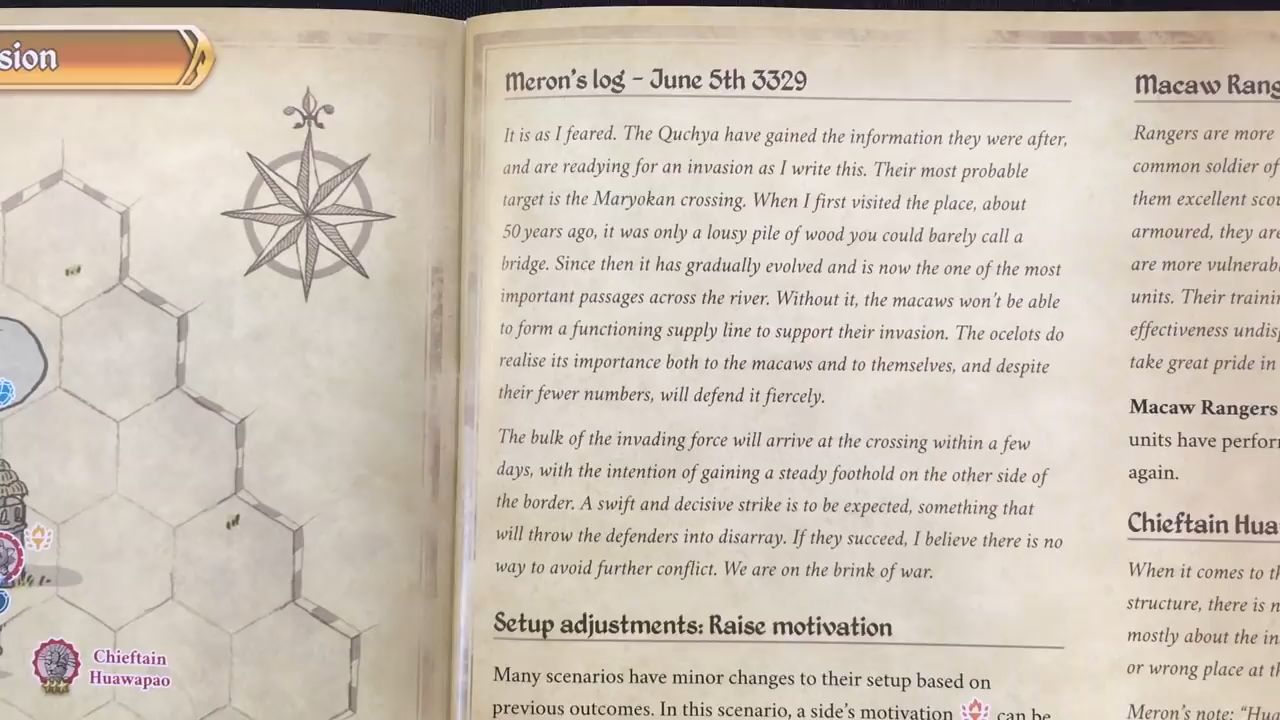 sion
Chieftain
Huawapao
Meron's log – June 5th 3329
It is as I feared. The Quchya have gained the information they were after,
and are readying for an invasion as I write this. Their most probable
target is the Maryokan crossing. When I first visited the place, about
50 years ago, it was only a lousy pile of wood you could barely call a
bridge. Since then it has gradually evolved and is now the one of the most
important passages across the river. Without it, the macaws won't be able
to form a functioning supply line to support their invasion. The ocelots do
realise its importance both to the macaws and to themselves, and despite
their fewer numbers, will defend it fiercely.
The bulk of the invading force will arrive at the crossing within a few
days, with the intention of gaining a steady foothold on the other side of
the border. A swift and decisive strike is to be expected, something that
will throw the defenders into disarray. If they succeed, I believe there is no
way to avoid further conflict. We are on the brink of war.
Setup adjustments: Raise motivation
Many scenarios have minor changes to their setup based on
previous outcomes. In this scenario, a side's motivation can be
Macaw Rang
Rangers are more
common soldier of
them excellent scou
armoured, they are
are more vulnerab
units. Their traini
effectiveness undis
take great pride in
Macaw Rangers
units have perfor
again.
Chieftain Hua
When it comes to th
structure, there is n
mostly about the in
or wrong place at th
Meron's note: "Hu